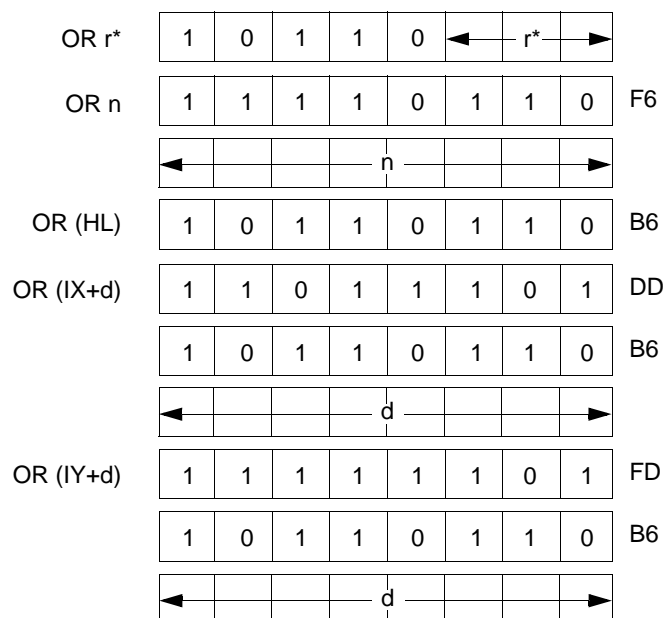 OR r* 1 0 1 1 0 r*
OR n 1 1 1 1 0 1 1 0 F6
n
OR (HL) 1 0 1 1 0 1 1 0 B6
OR (IX+d) 1 1 0 1 1 1 0 1 DD
1 0 1 1 0 1 1 0 B6
d
OR (IY+d) 1 1 1 1 1 1 0 1 FD
1 0 1 1 0 1 1 0 B6
d